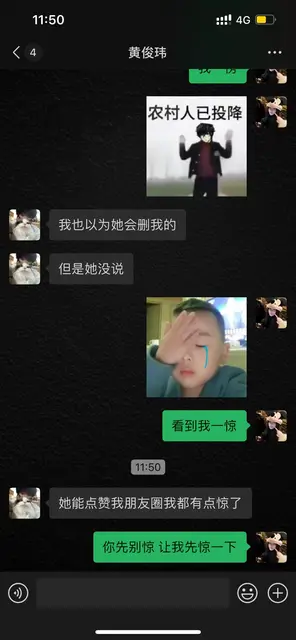 11:50
4G
4
黄俊玮
农村人已投降
我也以为她会删我的
但是她没说
看到我一惊
11:50
她能点赞我朋友圈我都有点惊了
你先别惊 让我先惊一下